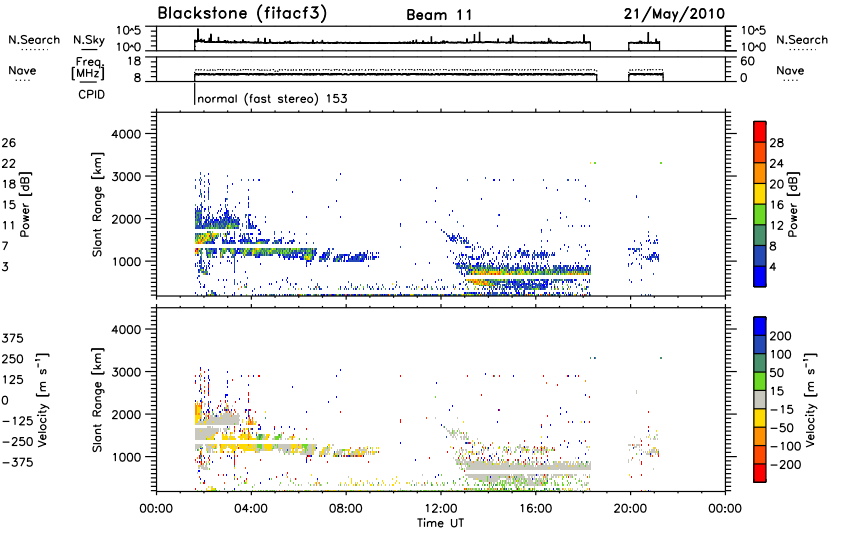 Blackstone (fitacf3) Beam 11 21/May/2010
N.Search N.Sky 10^5 10^0 10^5 10^0 N.Search
Nave Freq. [MHz] 18 8 60 0 Nave
CPID normal (fast stereo) 153
26 22 18 15 11 7 3
Power [dB]
Slant Range [km]
4000 3000 2000 1000
28 24 20 16 12 8 4
Power [dB]
375 250 125 0 −125 −250 −375
Velocity [m s⁻¹]
Slant Range [km]
4000 3000 2000 1000
200 100 50 15 −15 −50 −100 −200
Velocity [m s⁻¹]
00:00 04:00 08:00 12:00 16:00 20:00 00:00
Time UT